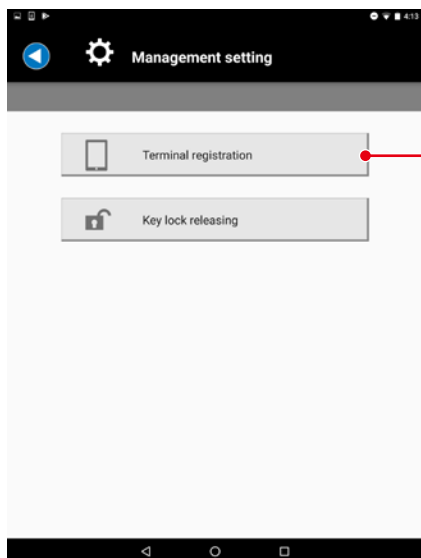 4:13
Management setting
Terminal registration
Key lock releasing